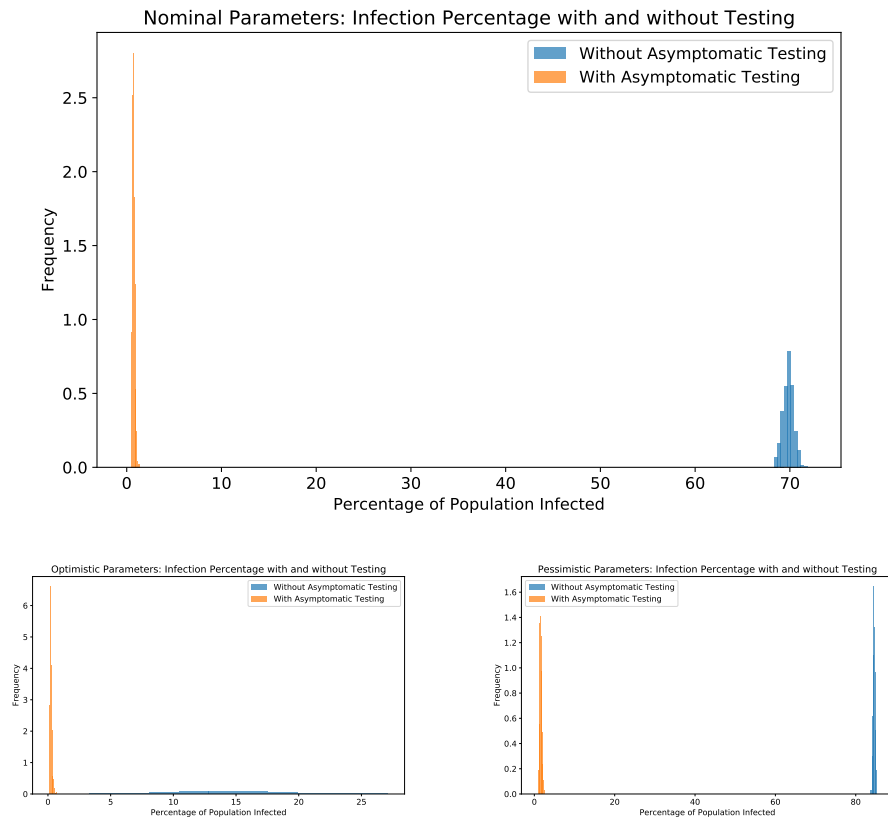 Nominal Parameters: Infection Percentage with and without Testing
Without Asymptomatic Testing
With Asymptomatic Testing
2.5
2.0
1.5
1.0
0.5
0.0
Frequency
0 10 20 30 40 50 60 70
Percentage of Population Infected
Optimistic Parameters: Infection Percentage with and without Testing
Without Asymptomatic Testing
With Asymptomatic Testing
6
5
4
3
2
1
0
Frequency
0 5 10 15 20 25
Percentage of Population Infected
Pessimistic Parameters: Infection Percentage with and without Testing
Without Asymptomatic Testing
With Asymptomatic Testing
1.6
1.4
1.2
1.0
0.8
0.6
0.4
0.2
0.0
Frequency
0 20 40 60 80
Percentage of Population Infected